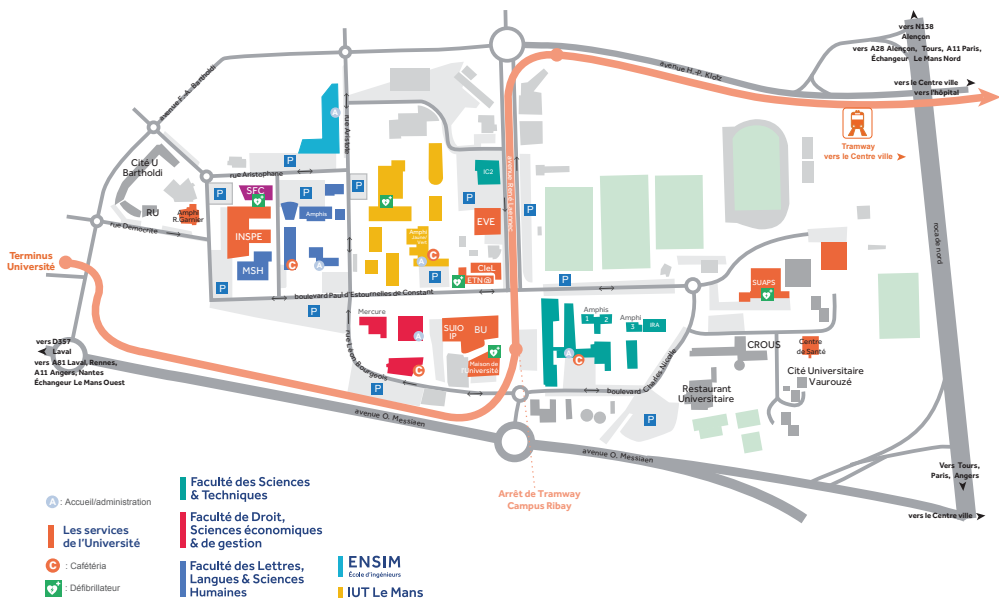 vers N138
Alençon
vers A28 Alençon, Tours, A11 Paris,
Échangeur Le Mans Nord
avenue H.-P. Klotz
vers le Centre ville
vers l'hôpital
Tramway
vers le Centre ville
avenue F. A. Bartholdi
rue Aristote
A
P
Cité U
Bartholdi
rue Aristophane
P
P
P
P
P
SFC
IC2
avenue René Laennec
RU
Amphi
R.Garnier
Amphis
P
EVE
P
rue Démocrite
INSPE
Amphi
rocade nord
Terminus
Université
MSH
C
A
A
C
P
CIeL
ETN@
P
P
SUAPS
boulevard Paul d'Estournelles de Constant
P
Mercure
Amphis
1
2
Amphi
3
IRA
SUIO
IP
BU
A
vers D357
Laval
vers A81 Laval, Rennes,
A11 Angers, Nantes
Échangeur Le Mans Ouest
rue Léon Bourgeois
C
Maison de
l'Université
A
C
CROUS
Centre
de Santé
Cité Universitaire
Vaurouzé
P
boulevard Charles Nicolle
Restaurant
Universitaire
P
avenue O. Messiaen
avenue O. Messiaen
Vers Tours,
Paris, Angers
Arrêt de Tramway
Campus Ribay
vers le Centre ville
A : Accueil/administration
Les services
de l'Université
C : Cafétéria
: Défibrillateur
Faculté des Sciences
& Techniques
Faculté de Droit,
Sciences économiques
& de gestion
Faculté des Lettres,
Langues & Sciences
Humaines
ENSIM
École d'ingénieurs
IUT Le Mans